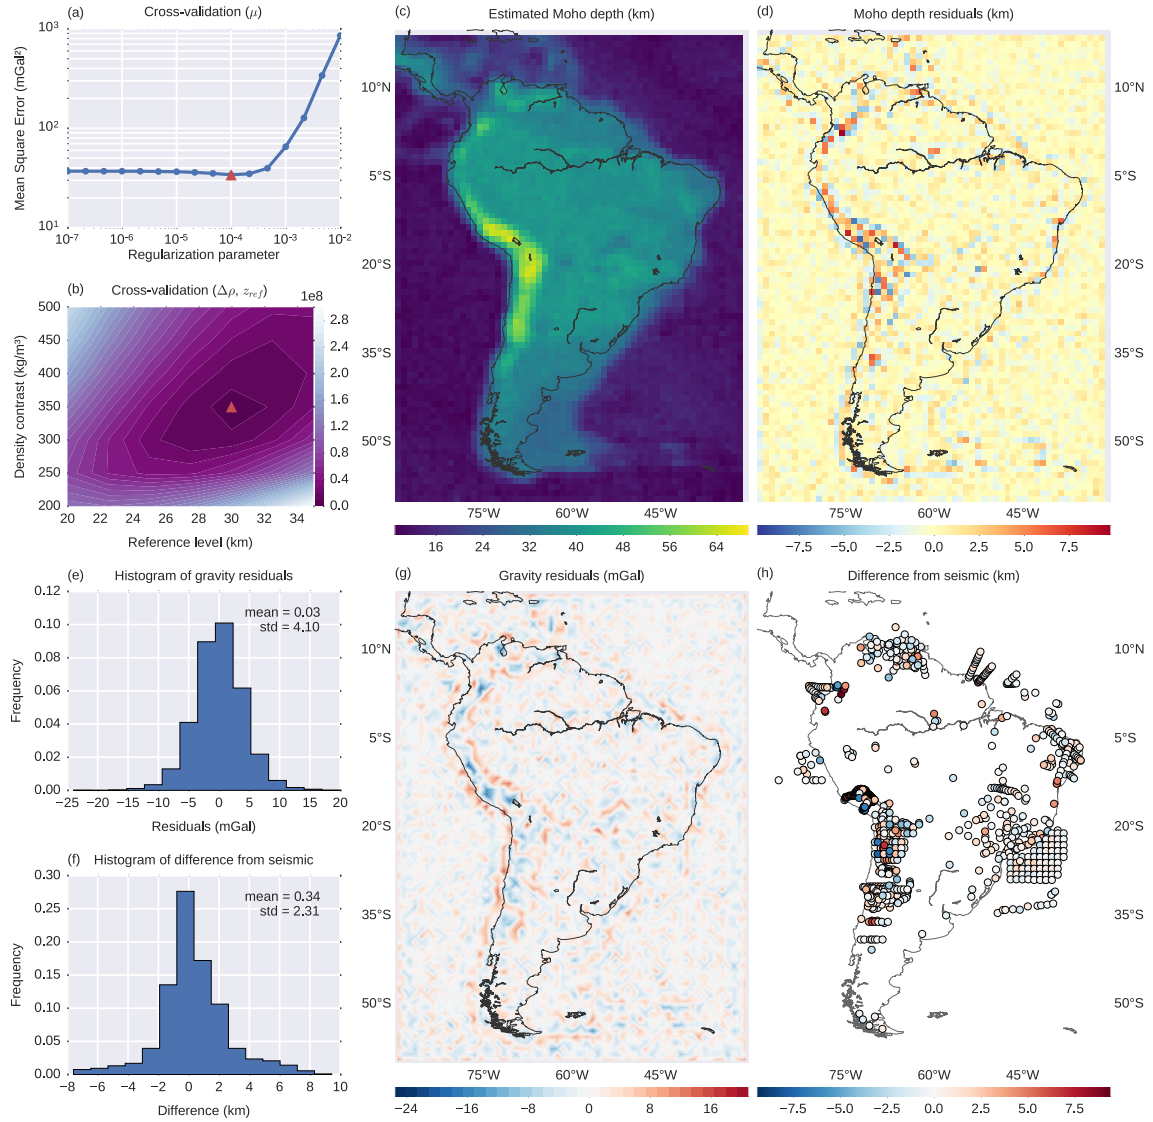 (a) Cross-validation (μ)
10³
10²
10¹
Mean Square Error (mGal²)
10⁻⁷ 10⁻⁶ 10⁻⁵ 10⁻⁴ 10⁻³ 10⁻²
Regularization parameter
(b) Cross-validation (Δρ, z_ref) 1e8
500
450
400
350
300
250
200
Density contrast (kg/m³)
20 22 24 26 28 30 32 34
Reference level (km)
2.8
2.4
2.0
1.6
1.2
0.8
0.4
0.0
(c) Estimated Moho depth (km)
10°N
5°S
20°S
35°S
50°S
75°W 60°W 45°W
16 24 32 40 48 56 64
(d) Moho depth residuals (km)
10°N
5°S
20°S
35°S
50°S
75°W 60°W 45°W
−7.5 −5.0 −2.5 0.0 2.5 5.0 7.5
(e) Histogram of gravity residuals
mean = 0.03
std = 4.10
0.12
0.10
0.08
0.06
0.04
0.02
0.00
Frequency
−25 −20 −15 −10 −5 0 5 10 15 20
Residuals (mGal)
(f) Histogram of difference from seismic
mean = 0.34
std = 2.31
0.30
0.25
0.20
0.15
0.10
0.05
0.00
Frequency
−8 −6 −4 −2 0 2 4 6 8 10
Difference (km)
(g) Gravity residuals (mGal)
10°N
5°S
20°S
35°S
50°S
75°W 60°W 45°W
−24 −16 −8 0 8 16
(h) Difference from seismic (km)
10°N
5°S
20°S
35°S
50°S
75°W 60°W 45°W
−7.5 −5.0 −2.5 0.0 2.5 5.0 7.5